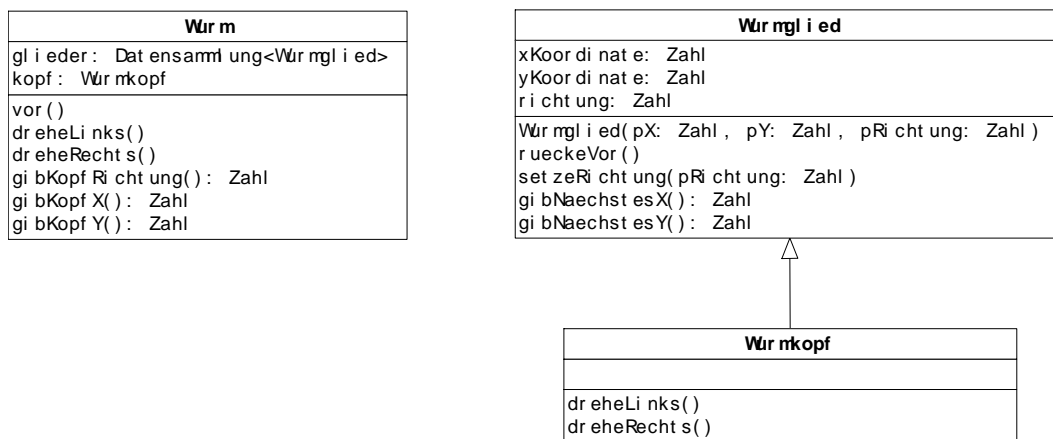 Wurm
glieder: Datensammlung<Wurmglied>
kopf: Wurmkopf
vor()
dreheLinks()
dreheRechts()
gibKopfRichtung(): Zahl
gibKopfX(): Zahl
gibKopfY(): Zahl
Wurmglied
xKoordinate: Zahl
yKoordinate: Zahl
richtung: Zahl
Wurmglied(pX: Zahl, pY: Zahl, pRichtung: Zahl)
rueckeVor()
setzeRichtung(pRichtung: Zahl)
gibNaechstesX(): Zahl
gibNaechstesY(): Zahl
Wurmkopf
dreheLinks()
dreheRechts()